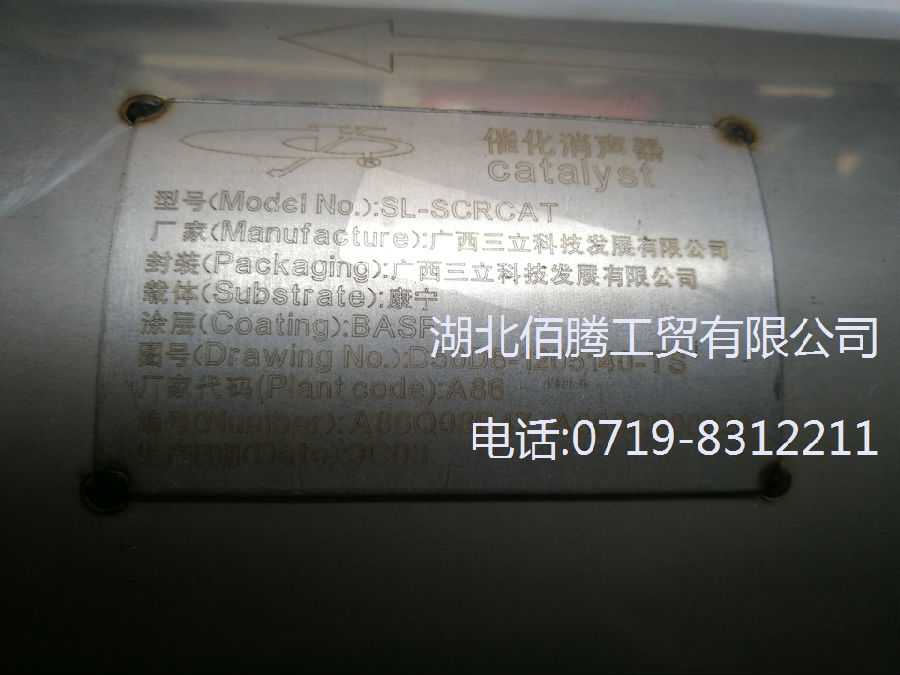 催化消声器
catalyst
型号(Model No.):SL-SCRCAT
厂家(Manufacture):广西三立科技发展有限公司
封装(Packaging):广西三立科技发展有限公司
载体(Substrate):康宁
涂层(Coating):BASF
湖北佰腾工贸有限公司
图号(Drawing No.):D50D8-1205140-TS
厂家代码(Plant code):A86
编号(Number):
电话:0719-8312211
生产日期(Date):9C03